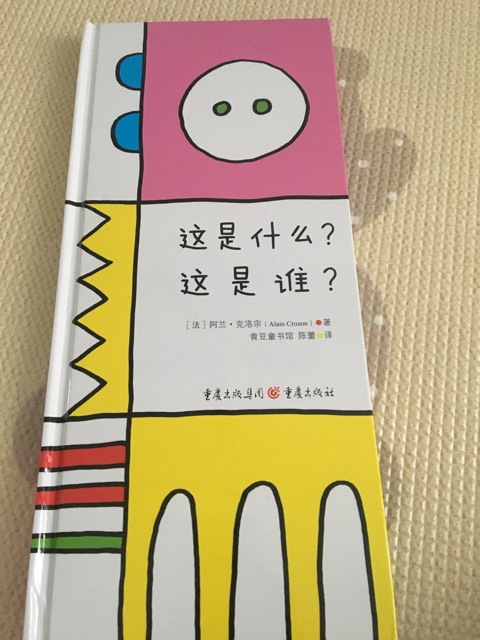 这是什么?
这是谁?
[法]阿兰·克洛宗(Alain Crozon)●著
青豆童书馆 陈蕾●译
重庆出版集团 重庆出版社